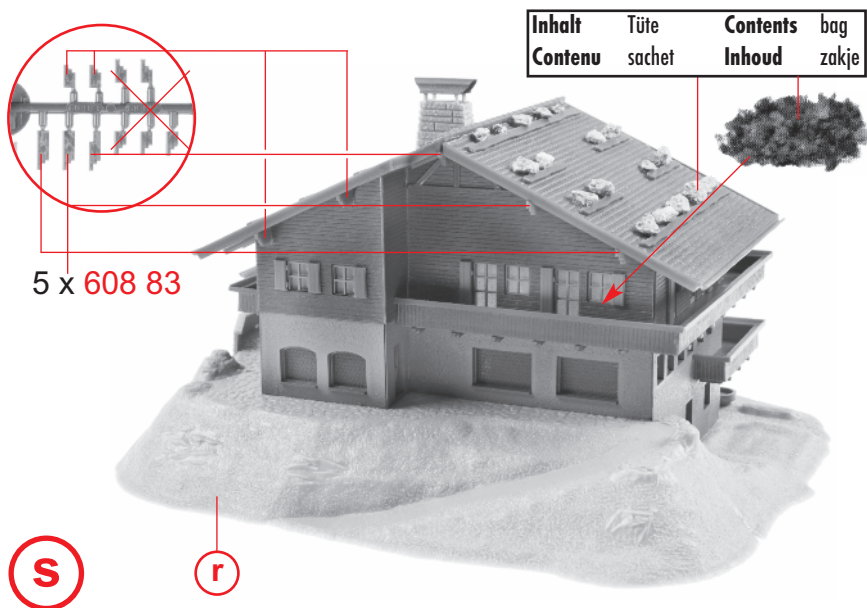 Inhalt Tüte Contents bag
Contenu sachet Inhoud zakje
5 x 608 83
s
r